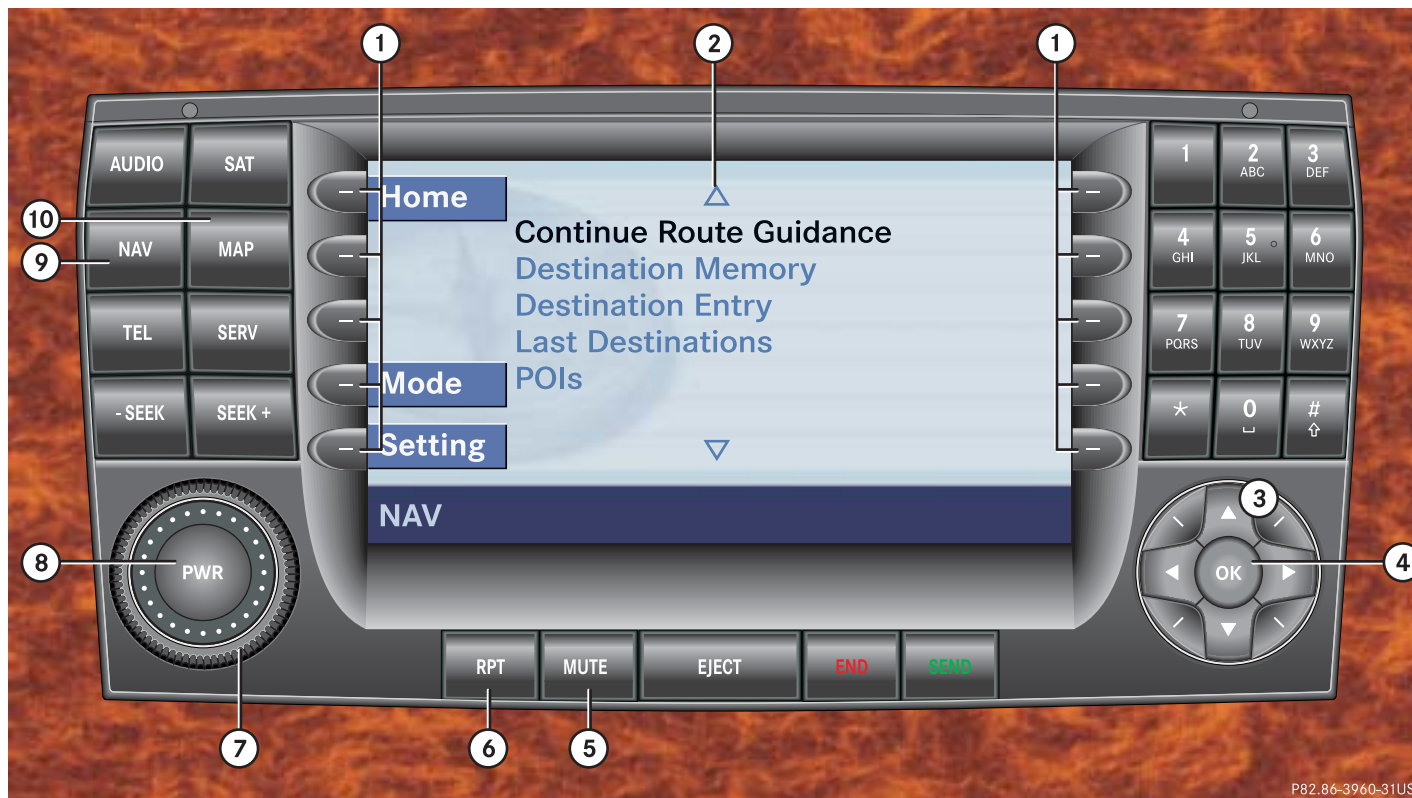 1 2 1
AUDIO SAT
1 2 ABC 3 DEF
Home
10
NAV MAP
9
Continue Route Guidance
4 GHI 5 JKL 6 MNO
Destination Memory
Destination Entry
TEL SERV
7 PQRS 8 TUV 9 WXYZ
Last Destinations
Mode POIs
- SEEK SEEK +
* 0 #
Setting
NAV
3
8 PWR
OK 4
RPT MUTE EJECT END SEND
7 6 5
P82.86-3960-31US